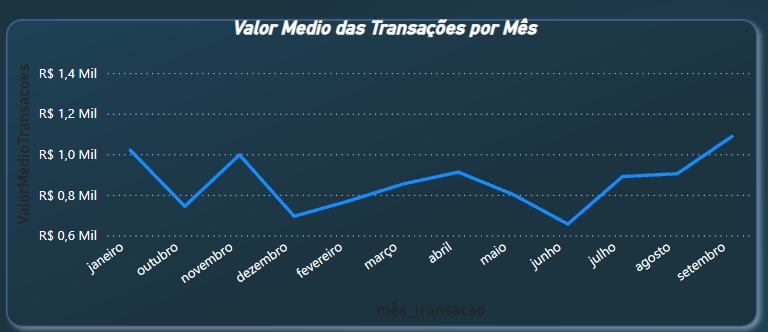 Valor Medio das Transações por Mês
ValorMedioTransacoes
R$ 1,4 Mil
R$ 1,2 Mil
R$ 1,0 Mil
R$ 0,8 Mil
R$ 0,6 Mil
janeiro
outubro
novembro
dezembro
fevereiro
março
abril
maio
junho
julho
agosto
setembro
mês_transacao